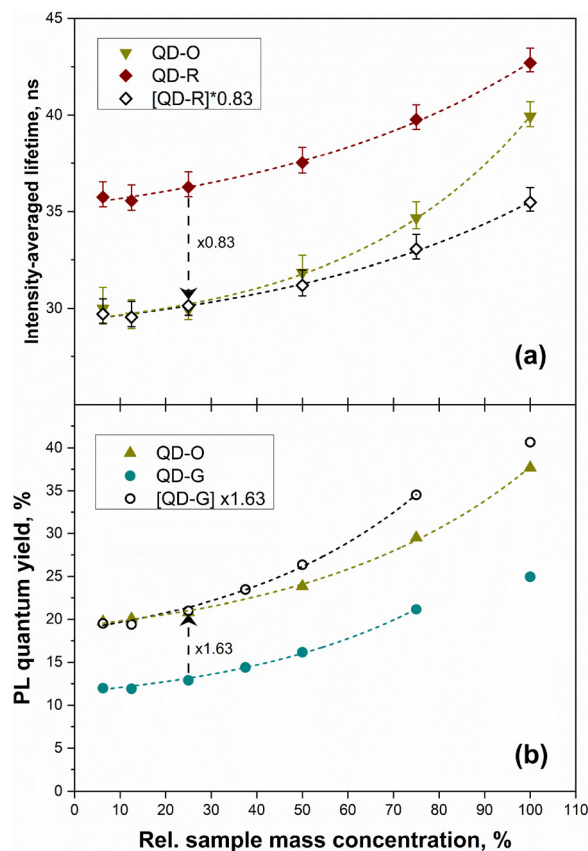 45
40
35
30
Intensity-averaged lifetime, ns
QD-O
QD-R
[QD-R]*0.83
x0.83
(a)
40
35
30
25
20
15
10
5
0
PL quantum yield, %
QD-O
QD-G
[QD-G] x1.63
x1.63
(b)
0 10 20 30 40 50 60 70 80 90 100 110
Rel. sample mass concentration, %